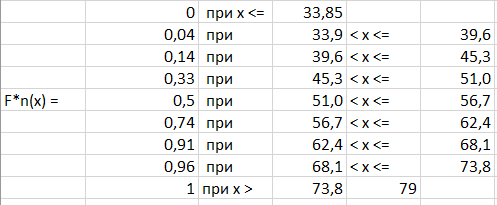 0 при x <= 33,85
0,04 при 33,9 < x <= 39,6
0,14 при 39,6 < x <= 45,3
0,33 при 45,3 < x <= 51,0
F*n(x) = 0,5 при 51,0 < x <= 56,7
0,74 при 56,7 < x <= 62,4
0,91 при 62,4 < x <= 68,1
0,96 при 68,1 < x <= 73,8
1 при x > 73,8 79